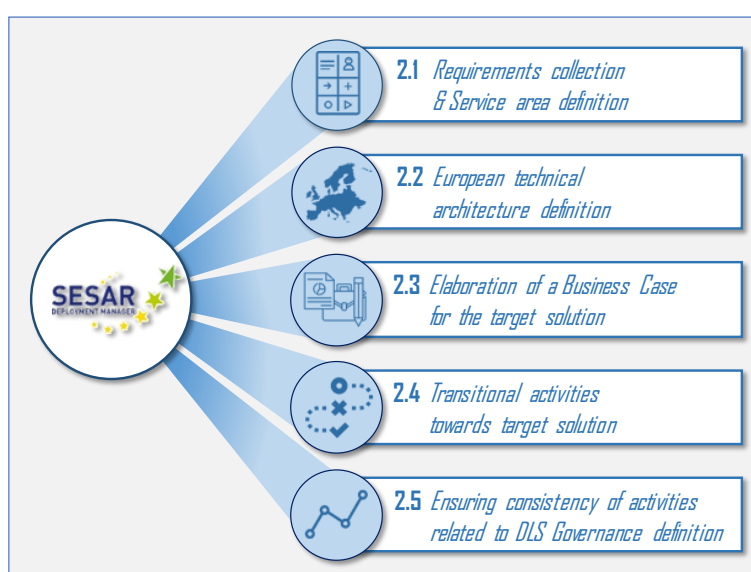 2.1 Requirements collection
& Service area definition
2.2 European technical
architecture definition
SESAR
DEPLOYMENT MANAGER
2.3 Elaboration of a Business Case
for the target solution
2.4 Transitional activities
towards target solution
2.5 Ensuring consistency of activities
related to DLS Governance definition